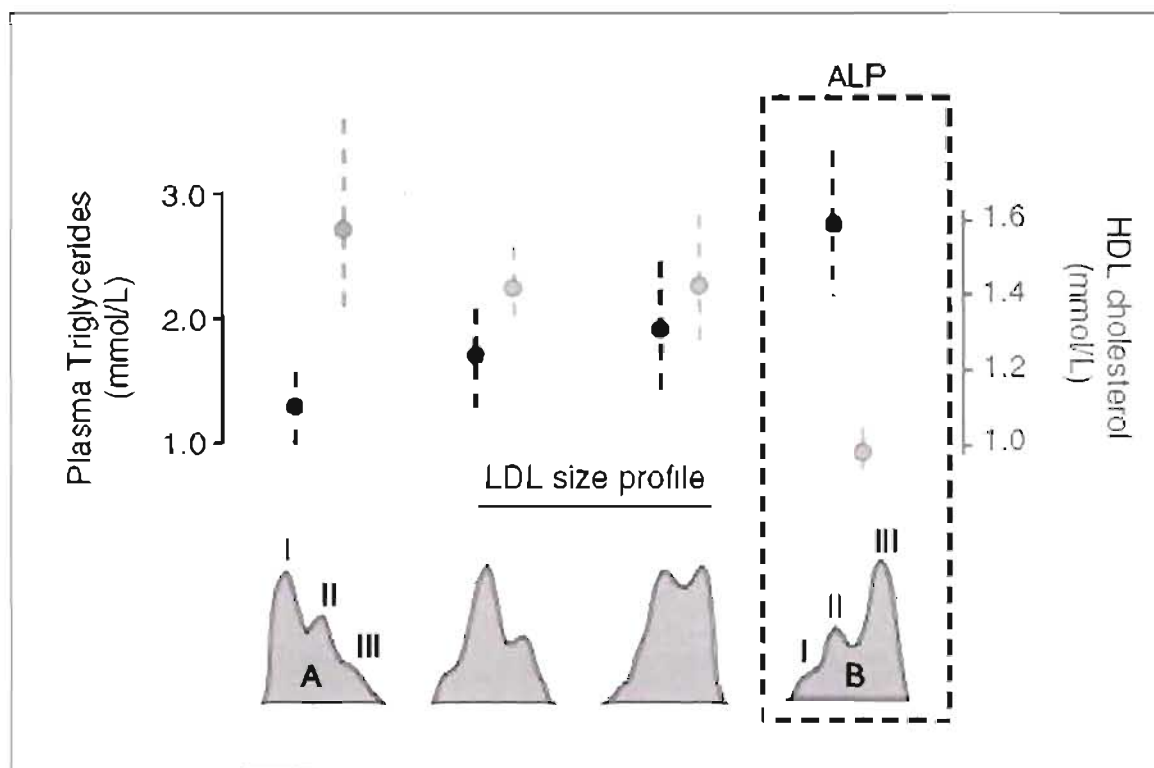 ALP
Plasma Triglycerides
(mmol/L)
3.0
2.0
1.0
1.6
1.4
1.2
1.0
HDL cholesterol
(mmol/L)
LDL size profile
I
II
III
A
I
II
III
B